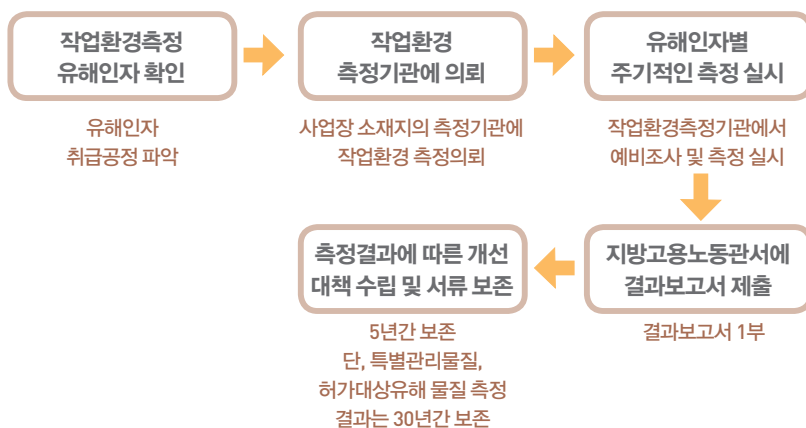 작업환경측정
유해인자 확인
유해인자
취급공정 파악
작업환경
측정기관에 의뢰
사업장 소재지의 측정기관에
작업환경 측정의뢰
유해인자별
주기적인 측정 실시
작업환경측정기관에서
예비조사 및 측정 실시
지방고용노동관서에
결과보고서 제출
결과보고서 1부
측정결과에 따른 개선
대책 수립 및 서류 보존
5년간 보존
단, 특별관리물질,
허가대상유해 물질 측정
결과는 30년간 보존